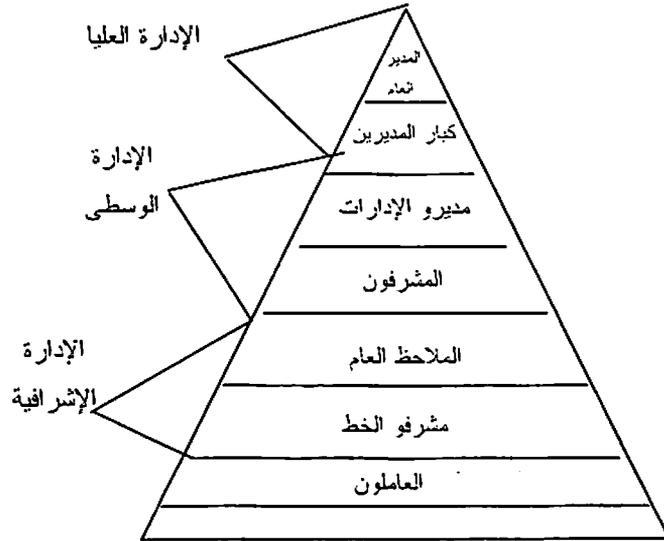 الإدارة العليا
المدير
العام
كبار المديرين
الإدارة
الوسطى
مديرو الإدارات
المشرفون
الإدارة
الإشرافية
الملاحظ العام
مشرفو الخط
العاملون